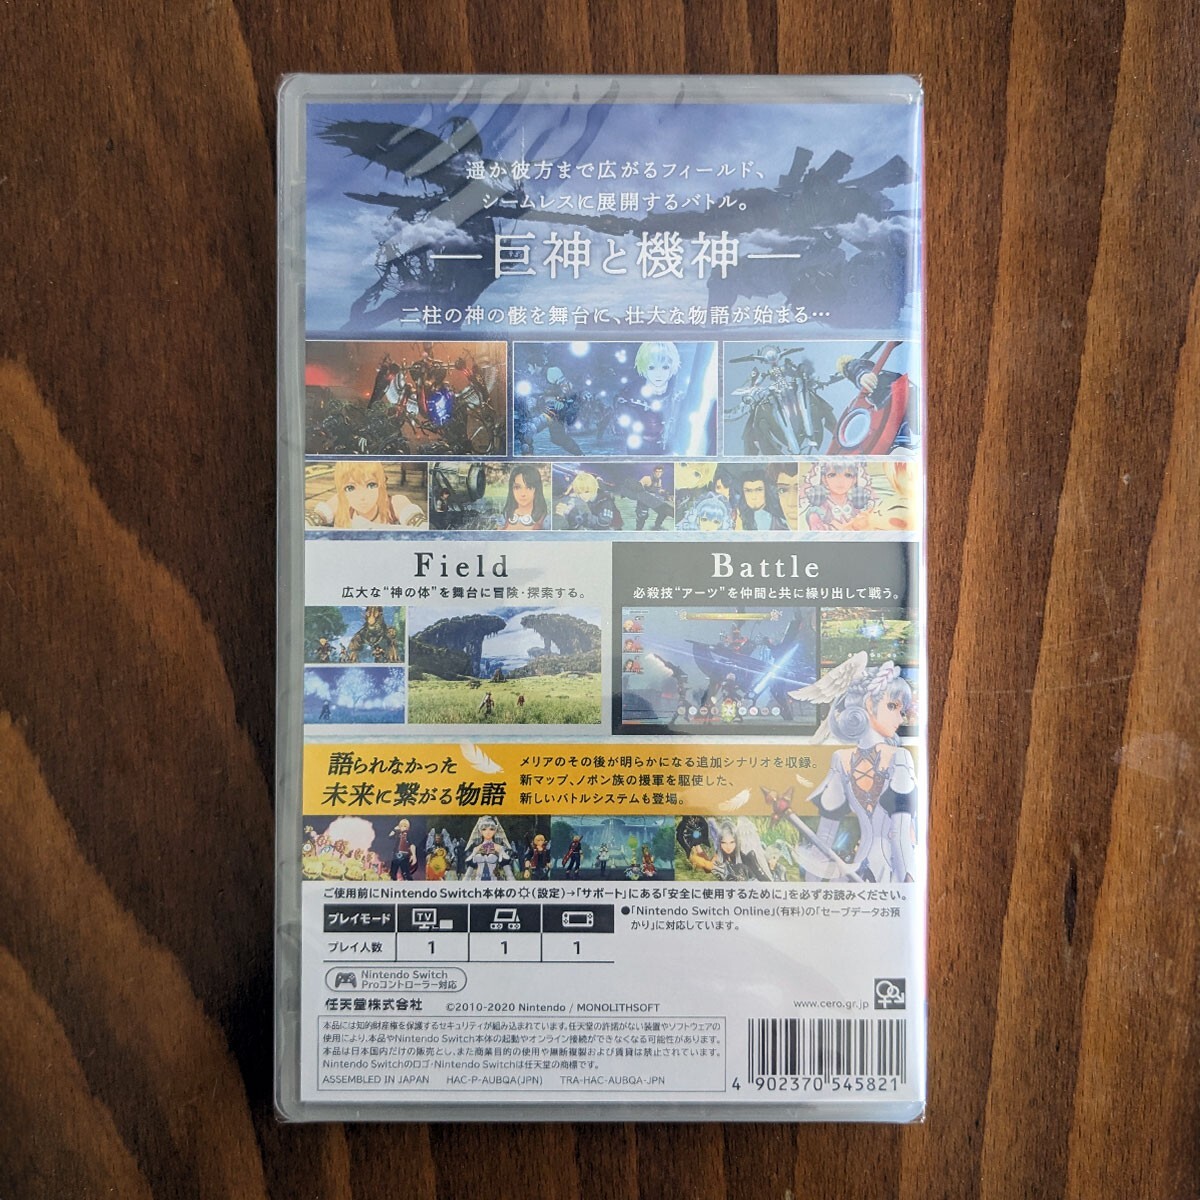 遥か彼方まで広がるフィールド、
シームレスに展開するバトル。
―巨神と機神―
二柱の神の骸を舞台に、壮大な物語が始まる…
Field
広大な“神の体”を舞台に冒険・探索する。
Battle
必殺技“アーツ”を仲間と共に繰り出して戦う。
語られなかった
未来に繋がる物語
メリアのその後が明らかになる追加シナリオを収録。
新マップ、ノポン族の援軍を駆使した、
新しいバトルシステムも登場。
ご使用前にNintendo Switch本体の(設定)→「サポート」にある「安全に使用するために」を必ずお読みください。
プレイモード TV
プレイ人数 1 1 1
●「Nintendo Switch Online」(有料)の「セーブデータお預
かり」に対応しています。
Nintendo Switch
Proコントローラー対応
任天堂株式会社 ©2010-2020 Nintendo / MONOLITHSOFT
www.cero.gr.jp
本品には知的財産権を保護するセキュリティが組み込まれています。任天堂の許諾がない装置やソフトウェアの
使用により、本品やNintendo Switch本体の起動やオンライン接続ができなくなる可能性があります。
本品は日本国内だけの販売とし、また商業目的の使用や無断複製および賃貸は禁止されています。
Nintendo Switchのロゴ・Nintendo Switchは任天堂の商標です。
ASSEMBLED IN JAPAN HAC-P-AUBQA(JPN) TRA-HAC-AUBQA-JPN
4 902370 545821